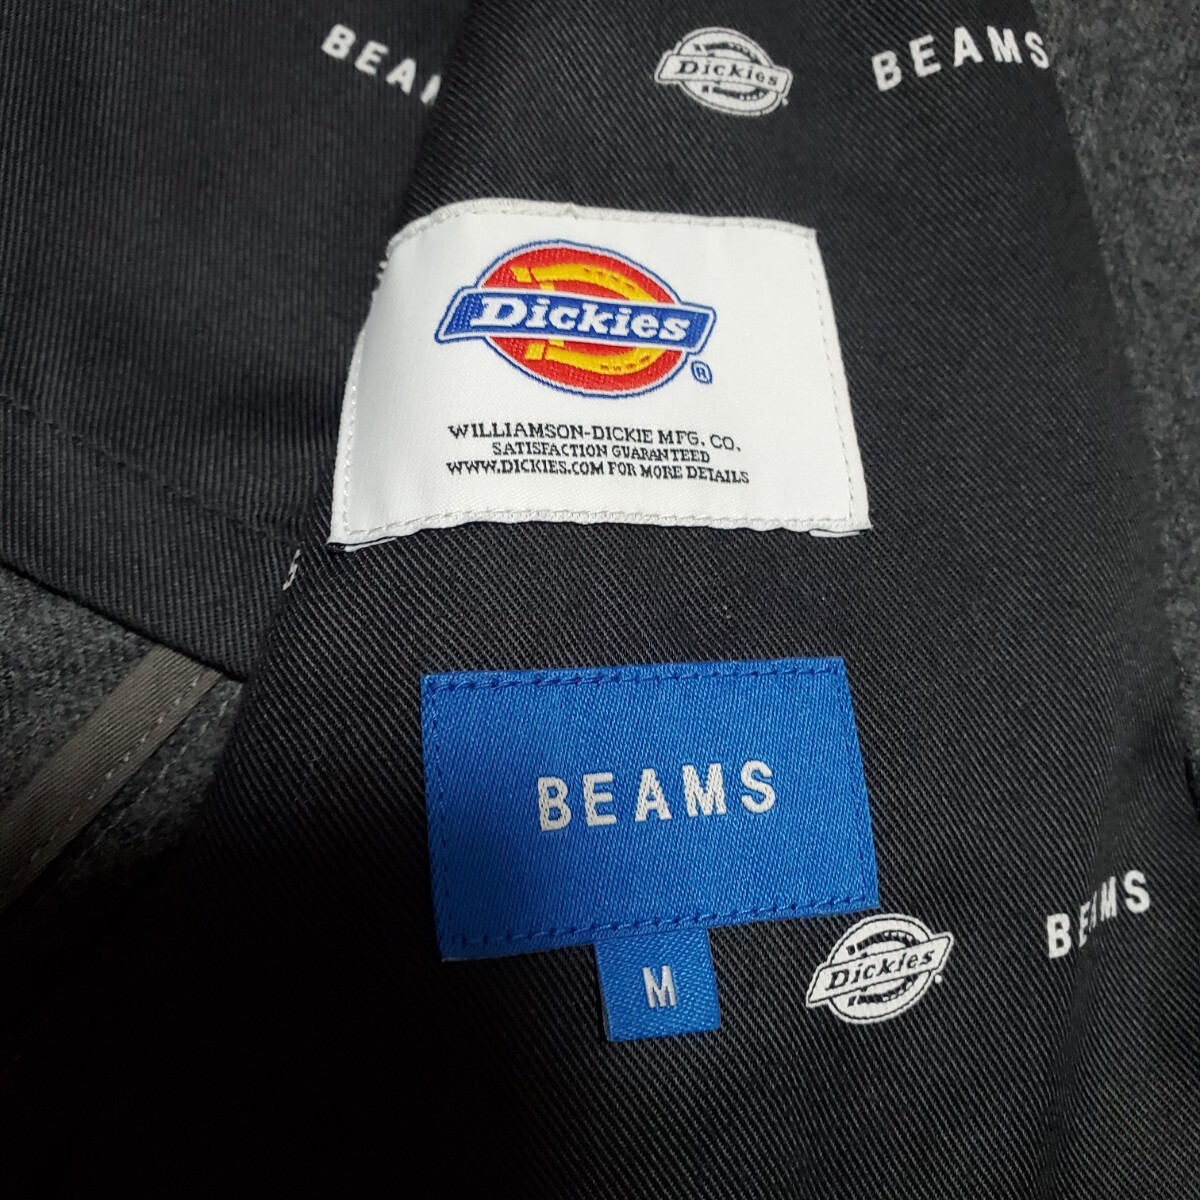 BEAMS
Dickies
BEAMS
Dickies®
WILLIAMSON-DICKIE MFG. CO.
SATISFACTION GUARANTEED
WWW.DICKIES.COM FOR MORE DETAILS
BEAMS
M
Dickies
BEAMS